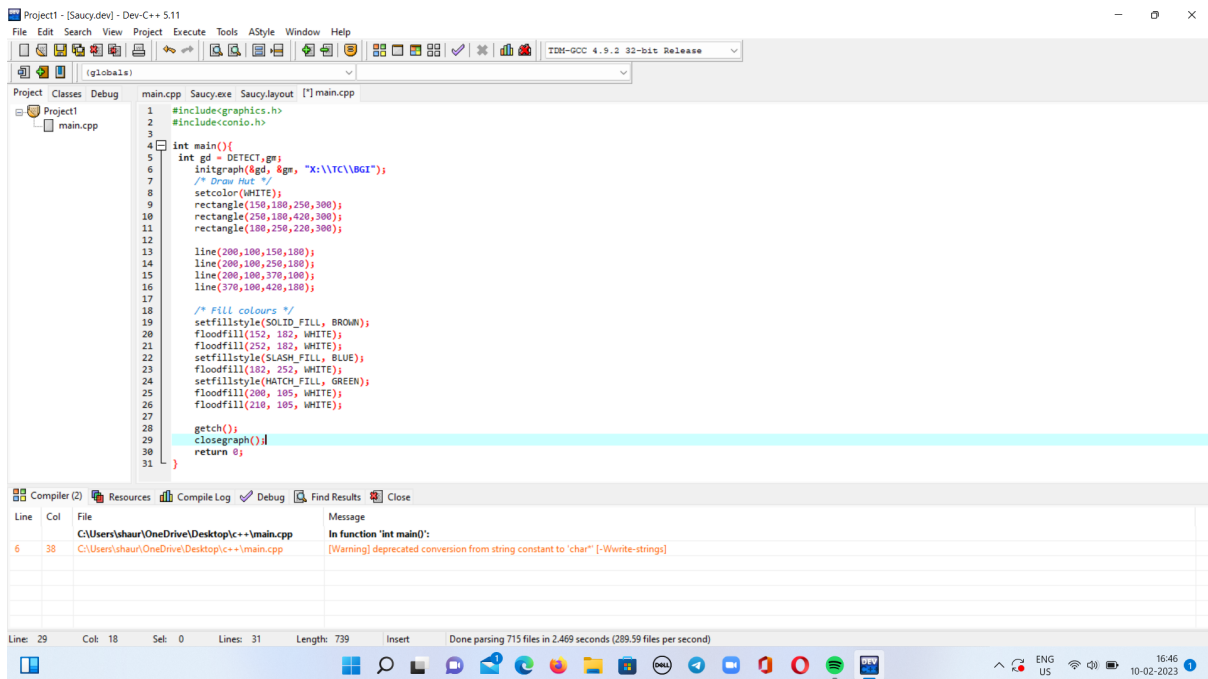 Project1 - [Saucy.dev] - Dev-C++ 5.11
File Edit Search View Project Execute Tools AStyle Window Help
TDM-GCC 4.9.2 32-bit Release
(globals)
Project Classes Debug main.cpp Saucy.exe Saucy.layout [*] main.cpp
Project1
main.cpp
1 #include<graphics.h>
2 #include<conio.h>
3
4 int main(){
5 int gd = DETECT,gm;
6 initgraph(&gd, &gm, "X:\\TC\\BGI");
7 /* Draw Hut */
8 setcolor(WHITE);
9 rectangle(150,180,250,300);
10 rectangle(250,180,420,300);
11 rectangle(180,250,220,300);
12
13 line(200,100,150,180);
14 line(200,100,250,180);
15 line(200,100,370,100);
16 line(370,100,420,180);
17
18 /* Fill colours */
19 setfillstyle(SOLID_FILL, BROWN);
20 floodfill(152, 182, WHITE);
21 floodfill(252, 182, WHITE);
22 setfillstyle(SLASH_FILL, BLUE);
23 floodfill(182, 252, WHITE);
24 setfillstyle(HATCH_FILL, GREEN);
25 floodfill(200, 105, WHITE);
26 floodfill(210, 105, WHITE);
27
28 getch();
29 closegraph();
30 return 0;
31 }
Compiler (2) Resources Compile Log Debug Find Results Close
Line Col File Message
C:\Users\shaur\OneDrive\Desktop\c++\main.cpp In function 'int main()':
6 38 C:\Users\shaur\OneDrive\Desktop\c++\main.cpp [Warning] deprecated conversion from string constant to 'char*' [-Wwrite-strings]
Line: 29 Col: 18 Sel: 0 Lines: 31 Length: 739 Insert Done parsing 715 files in 2.469 seconds (289.59 files per second)
1 DELL DEV ENG 16:46
US 10-02-2023 1